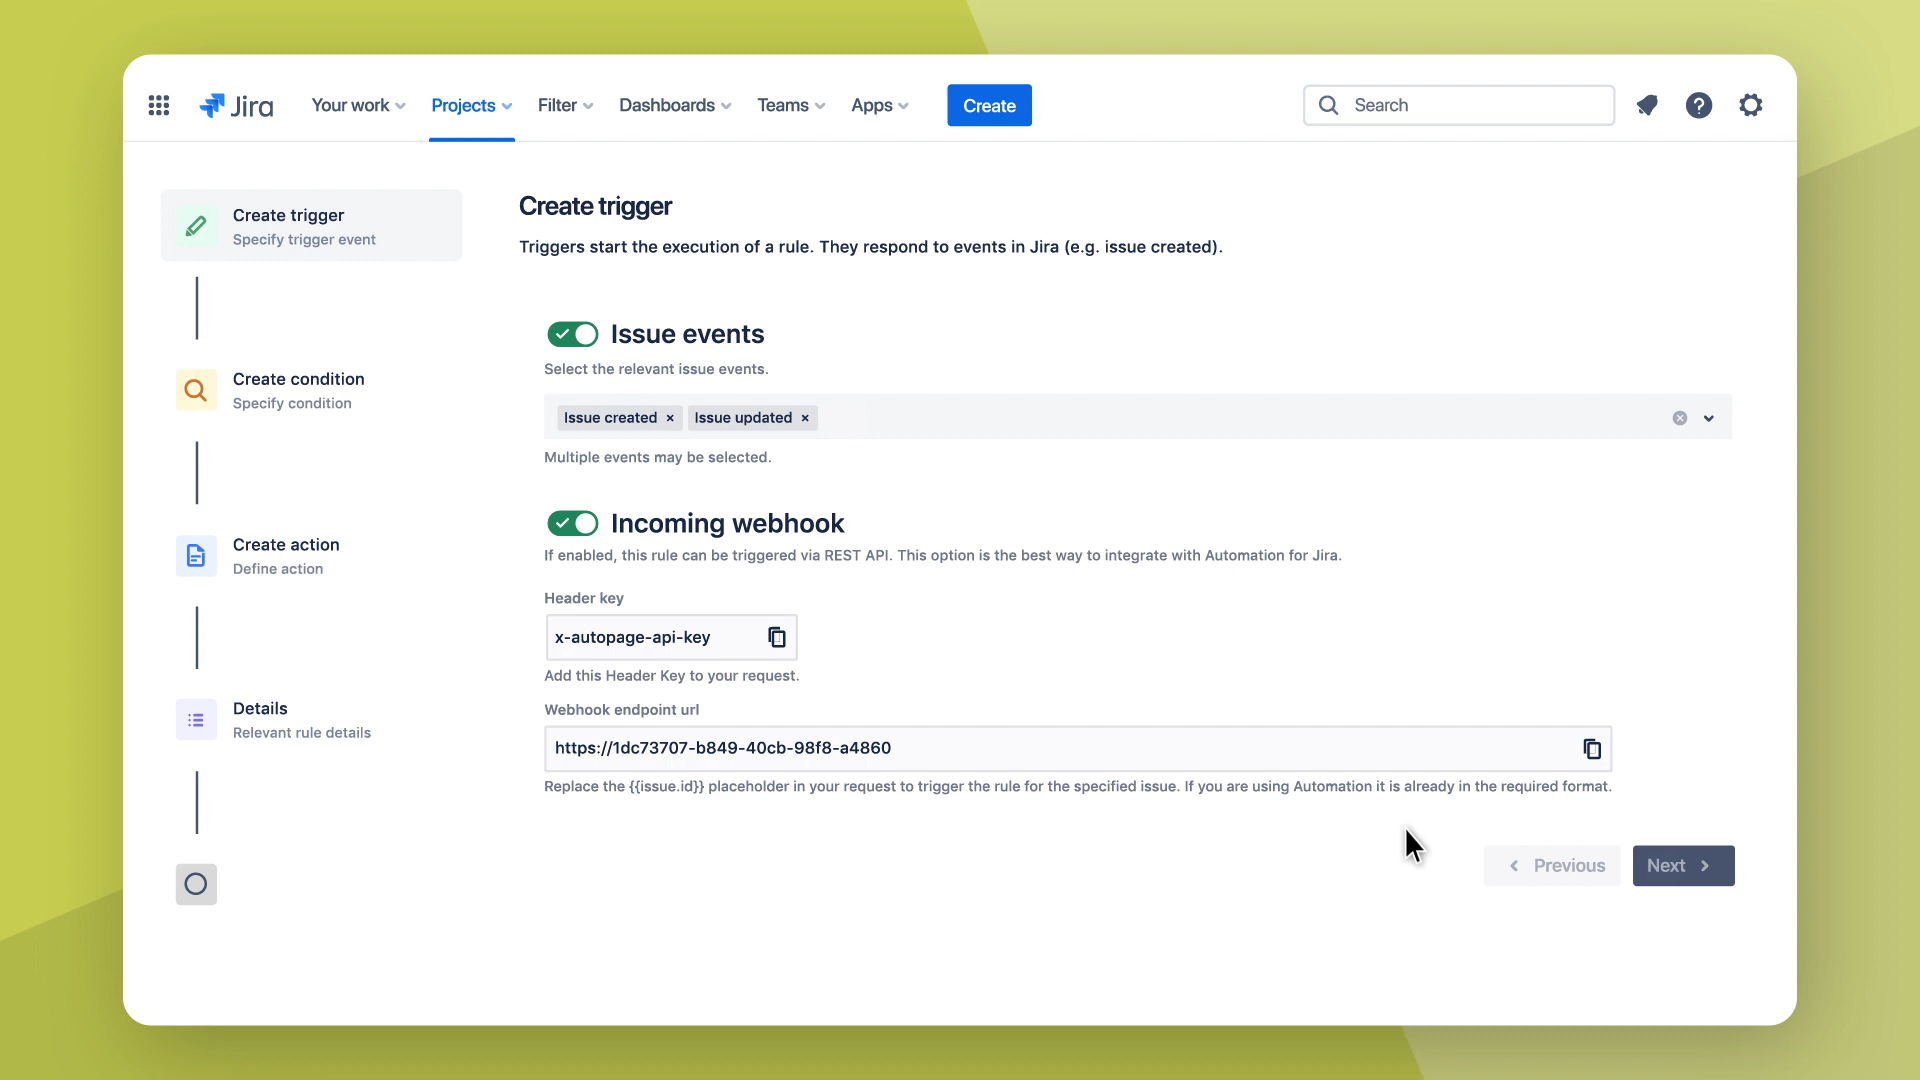 Jira
Your work
Projects
Filter
Dashboards
Teams
Apps
Create
Search
Create trigger
Specify trigger event
Create condition
Specify condition
Create action
Define action
Details
Relevant rule details
Create trigger
Triggers start the execution of a rule. They respond to events in Jira (e.g. issue created).
Issue events
Select the relevant issue events.
Issue created ×
Issue updated ×
Multiple events may be selected.
Incoming webhook
If enabled, this rule can be triggered via REST API. This option is the best way to integrate with Automation for Jira.
Header key
x-autopage-api-key
Add this Header Key to your request.
Webhook endpoint url
https://1dc73707-b849-40cb-98f8-a4860
Replace the {{issue.id}} placeholder in your request to trigger the rule for the specified issue. If you are using Automation it is already in the required format.
Previous
Next